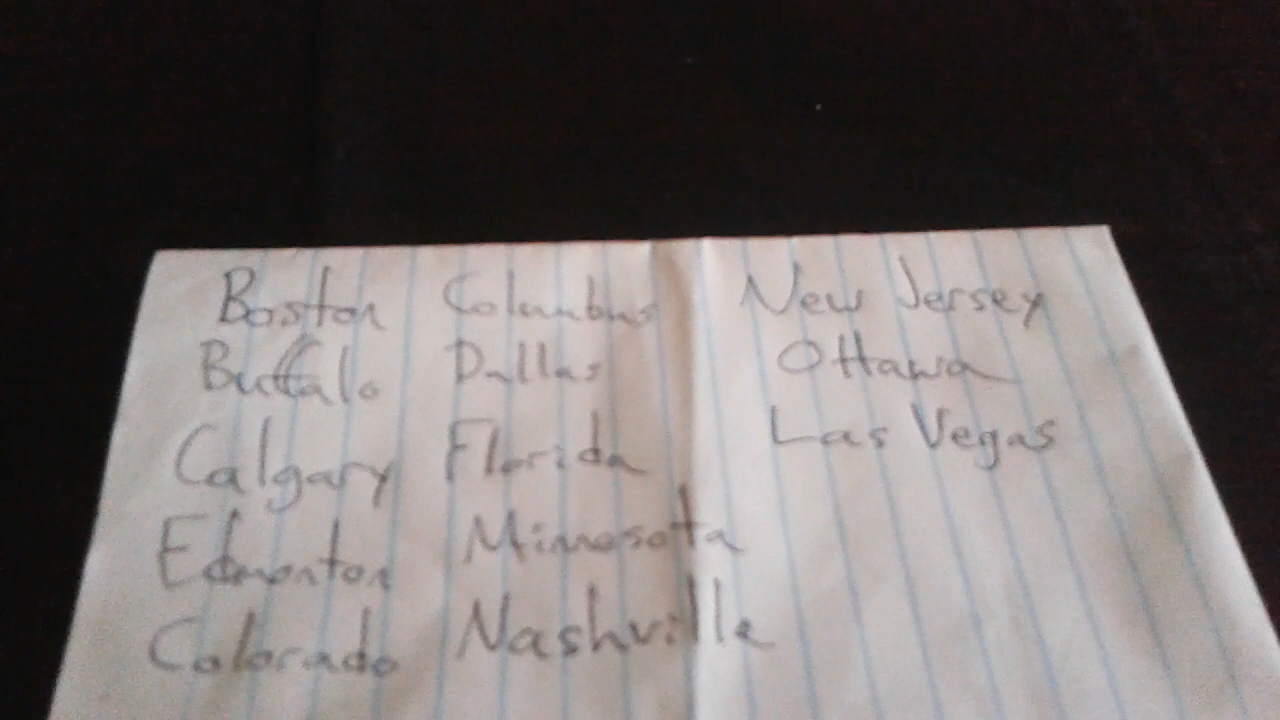 Boston Columbus New Jersey
Buffalo Dallas Ottawa
Calgary Florida Las Vegas
Edmonton Minnesota
Colorado Nashville